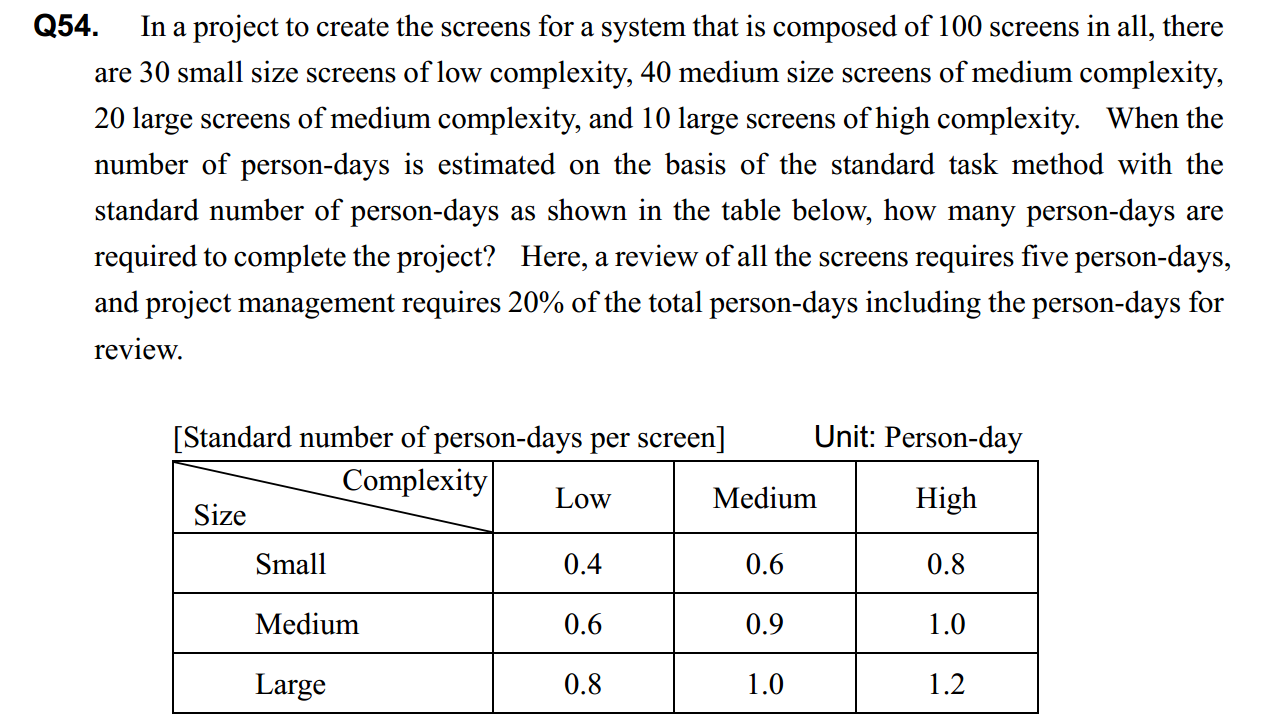 Q54. In a project to create the screens for a system that is composed of 100 screens in all, there
are 30 small size screens of low complexity, 40 medium size screens of medium complexity,
20 large screens of medium complexity, and 10 large screens of high complexity. When the
number of person-days is estimated on the basis of the standard task method with the
standard number of person-days as shown in the table below, how many person-days are
required to complete the project? Here, a review of all the screens requires five person-days,
and project management requires 20% of the total person-days including the person-days for
review.
[Standard number of person-days per screen] Unit: Person-day
Complexity
Size Low Medium High
Small 0.4 0.6 0.8
Medium 0.6 0.9 1.0
Large 0.8 1.0 1.2